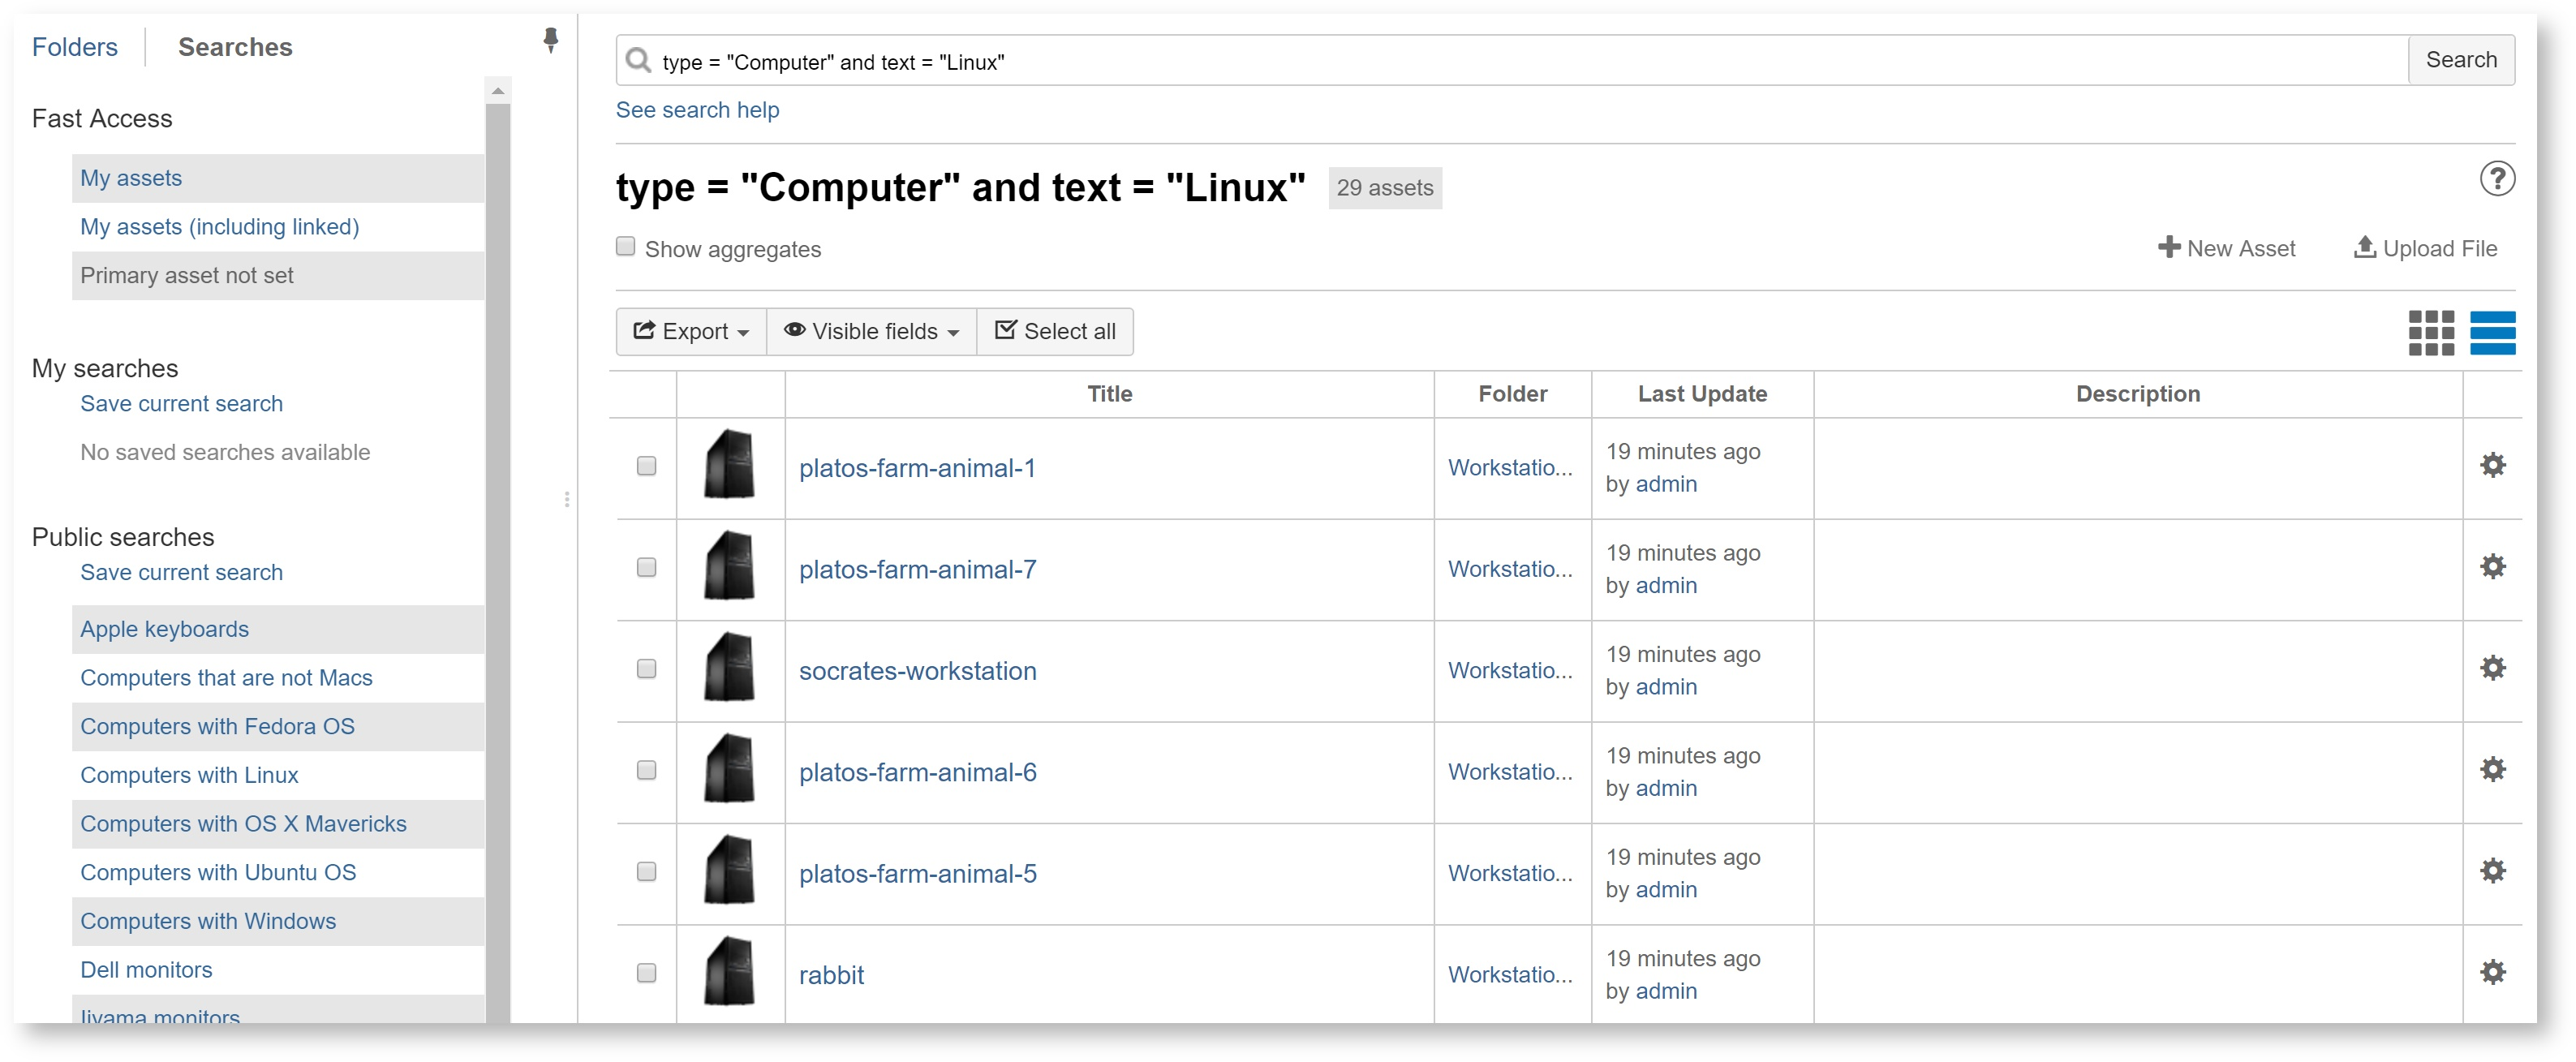 Folders
Searches
Fast Access
My assets
My assets (including linked)
Primary asset not set
My searches
Save current search
No saved searches available
Public searches
Save current search
Apple keyboards
Computers that are not Macs
Computers with Fedora OS
Computers with Linux
Computers with OS X Mavericks
Computers with Ubuntu OS
Computers with Windows
Dell monitors
Iiyama monitors
type = "Computer" and text = "Linux"
Search
See search help
type = "Computer" and text = "Linux" 29 assets
?
Show aggregates
New Asset
Upload File
Export
Visible fields
Select all
Title Folder Last Update Description
platos-farm-animal-1 Workstatio... 19 minutes ago
by admin
platos-farm-animal-7 Workstatio... 19 minutes ago
by admin
socrates-workstation Workstatio... 19 minutes ago
by admin
platos-farm-animal-6 Workstatio... 19 minutes ago
by admin
platos-farm-animal-5 Workstatio... 19 minutes ago
by admin
rabbit Workstatio... 19 minutes ago
by admin